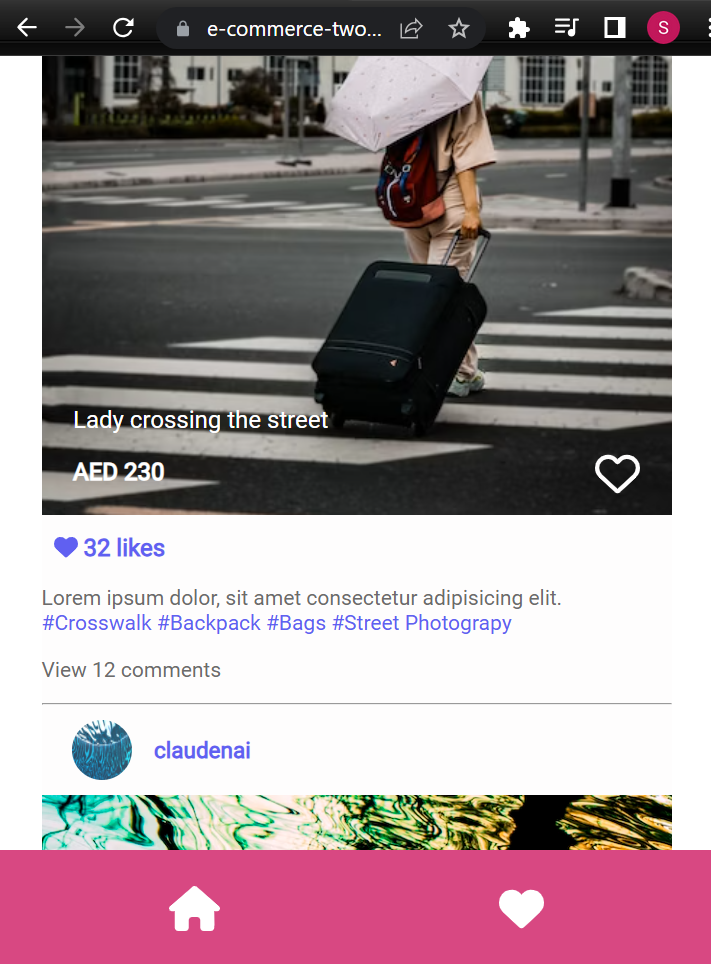 e-commerce-two...
S
Lady crossing the street
AED 230
32 likes
Lorem ipsum dolor, sit amet consectetur adipisicing elit.
#Crosswalk #Backpack #Bags #Street Photograpy
View 12 comments
claudenai